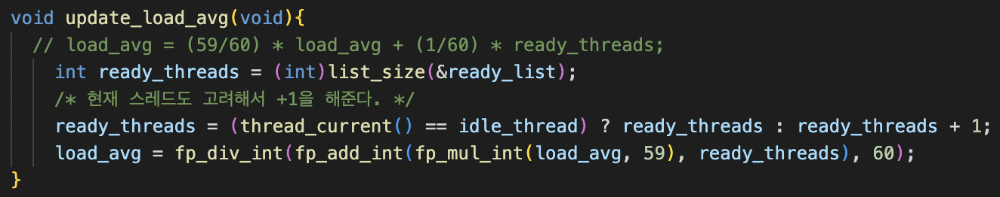 void update_load_avg(void){
// load_avg = (59/60) * load_avg + (1/60) * ready_threads;
int ready_threads = (int)list_size(&ready_list);
/* 현재 스레드도 고려해서 +1을 해준다. */
ready_threads = (thread_current() == idle_thread) ? ready_threads : ready_threads + 1;
load_avg = fp_div_int(fp_add_int(fp_mul_int(load_avg, 59), ready_threads), 60);
}